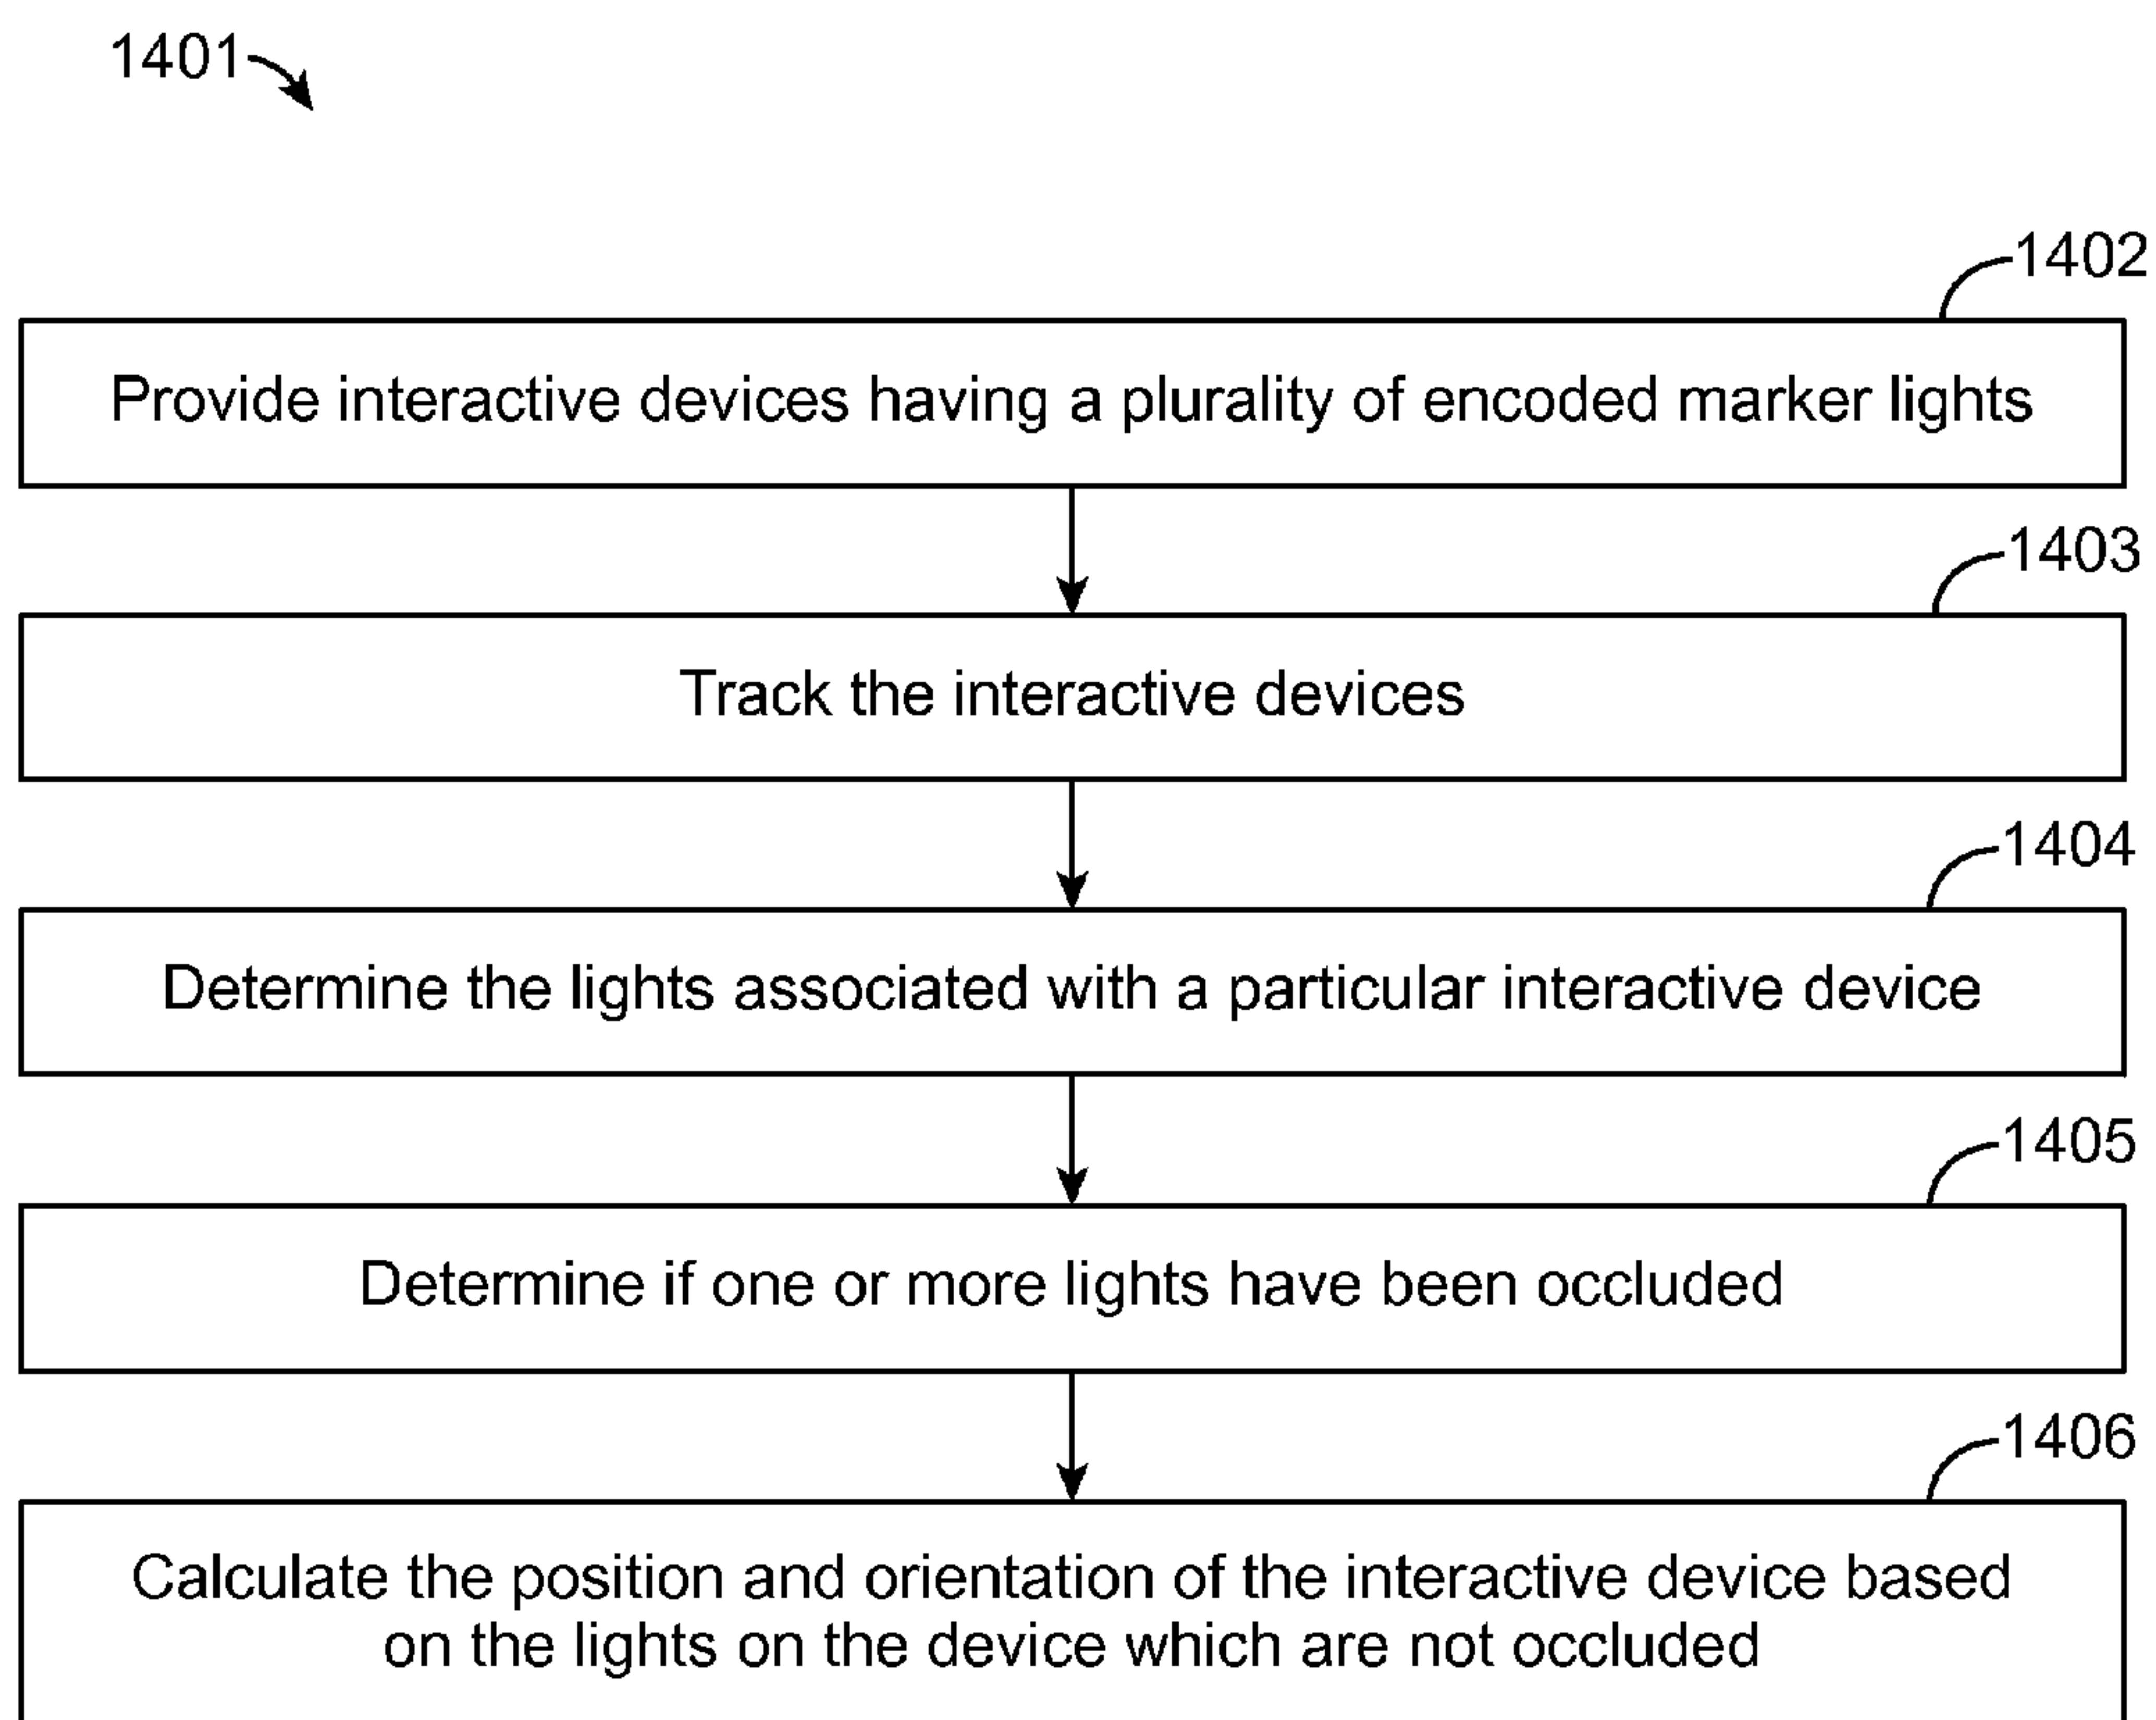 1401
1402
Provide interactive devices having a plurality of encoded marker lights
1403
Track the interactive devices
1404
Determine the lights associated with a particular interactive device
1405
Determine if one or more lights have been occluded
1406
Calculate the position and orientation of the interactive device based
on the lights on the device which are not occluded